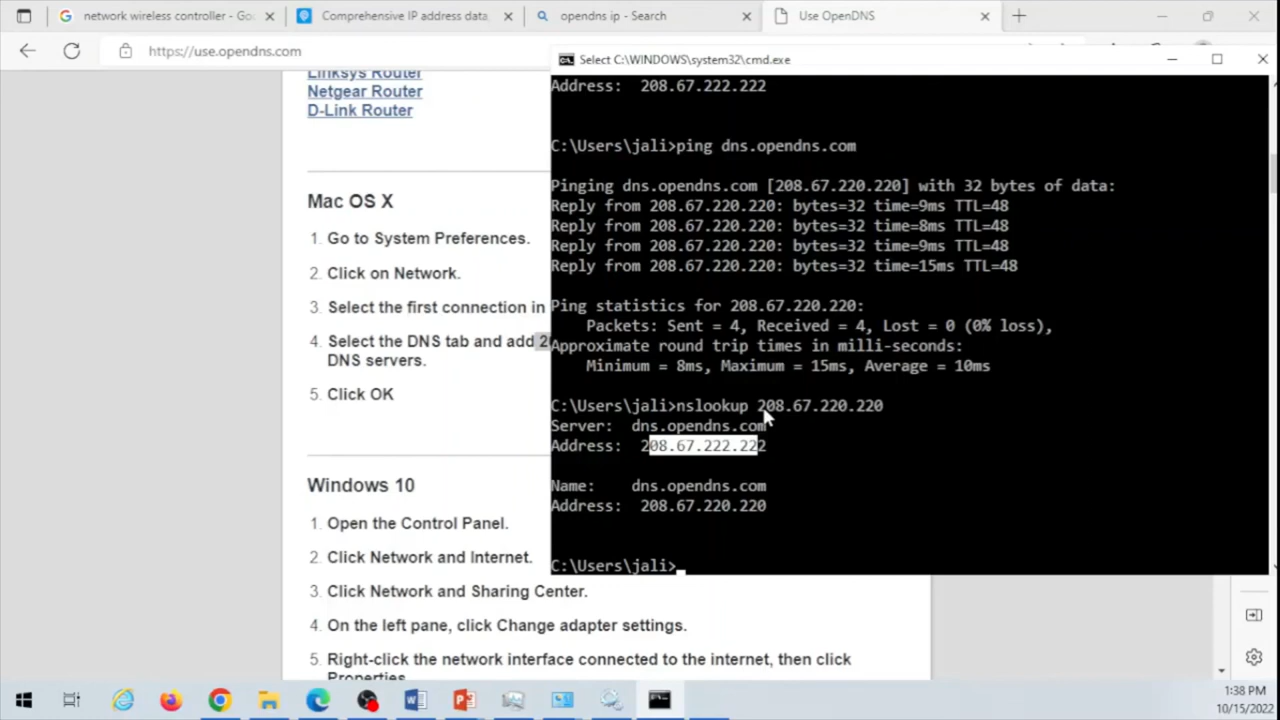 network wireless controller - Go
Comprehensive IP address data,
opendns ip - Search
Use OpenDNS
https://use.opendns.com
Linksys Router
Netgear Router
D-Link Router
Mac OS X
1. Go to System Preferences.
2. Click on Network.
3. Select the first connection in
4. Select the DNS tab and add 2
DNS servers.
5. Click OK
Windows 10
1. Open the Control Panel.
2. Click Network and Internet.
3. Click Network and Sharing Center.
4. On the left pane, click Change adapter settings.
5. Right-click the network interface connected to the internet, then click
Properties.
Select C:\WINDOWS\system32\cmd.exe
Address: 208.67.222.222
C:\Users\jali>ping dns.opendns.com
Pinging dns.opendns.com [208.67.220.220] with 32 bytes of data:
Reply from 208.67.220.220: bytes=32 time=9ms TTL=48
Reply from 208.67.220.220: bytes=32 time=8ms TTL=48
Reply from 208.67.220.220: bytes=32 time=9ms TTL=48
Reply from 208.67.220.220: bytes=32 time=15ms TTL=48
Ping statistics for 208.67.220.220:
Packets: Sent = 4, Received = 4, Lost = 0 (0% loss),
Approximate round trip times in milli-seconds:
Minimum = 8ms, Maximum = 15ms, Average = 10ms
C:\Users\jali>nslookup 208.67.220.220
Server: dns.opendns.com
Address: 208.67.222.222
Name: dns.opendns.com
Address: 208.67.220.220
C:\Users\jali>
1:38 PM
10/15/2022